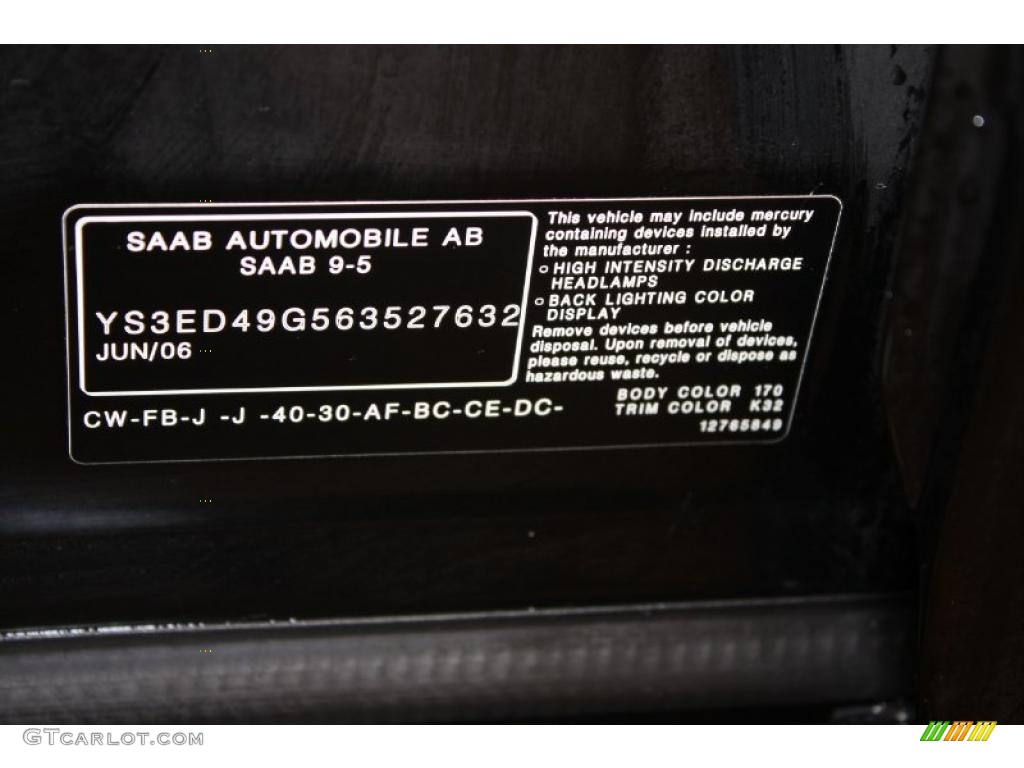 SAAB AUTOMOBILE AB
SAAB 9-5
YS3ED49G563527632
JUN/06
This vehicle may include mercury
containing devices installed by
the manufacturer :
o HIGH INTENSITY DISCHARGE
HEADLAMPS
o BACK LIGHTING COLOR
DISPLAY
Remove devices before vehicle
disposal. Upon removal of devices,
please reuse, recycle or dispose as
hazardous waste.
CW-FB-J -J -40-30-AF-BC-CE-DC-
BODY COLOR 170
TRIM COLOR K32
12765849
GTCARLOT.COM